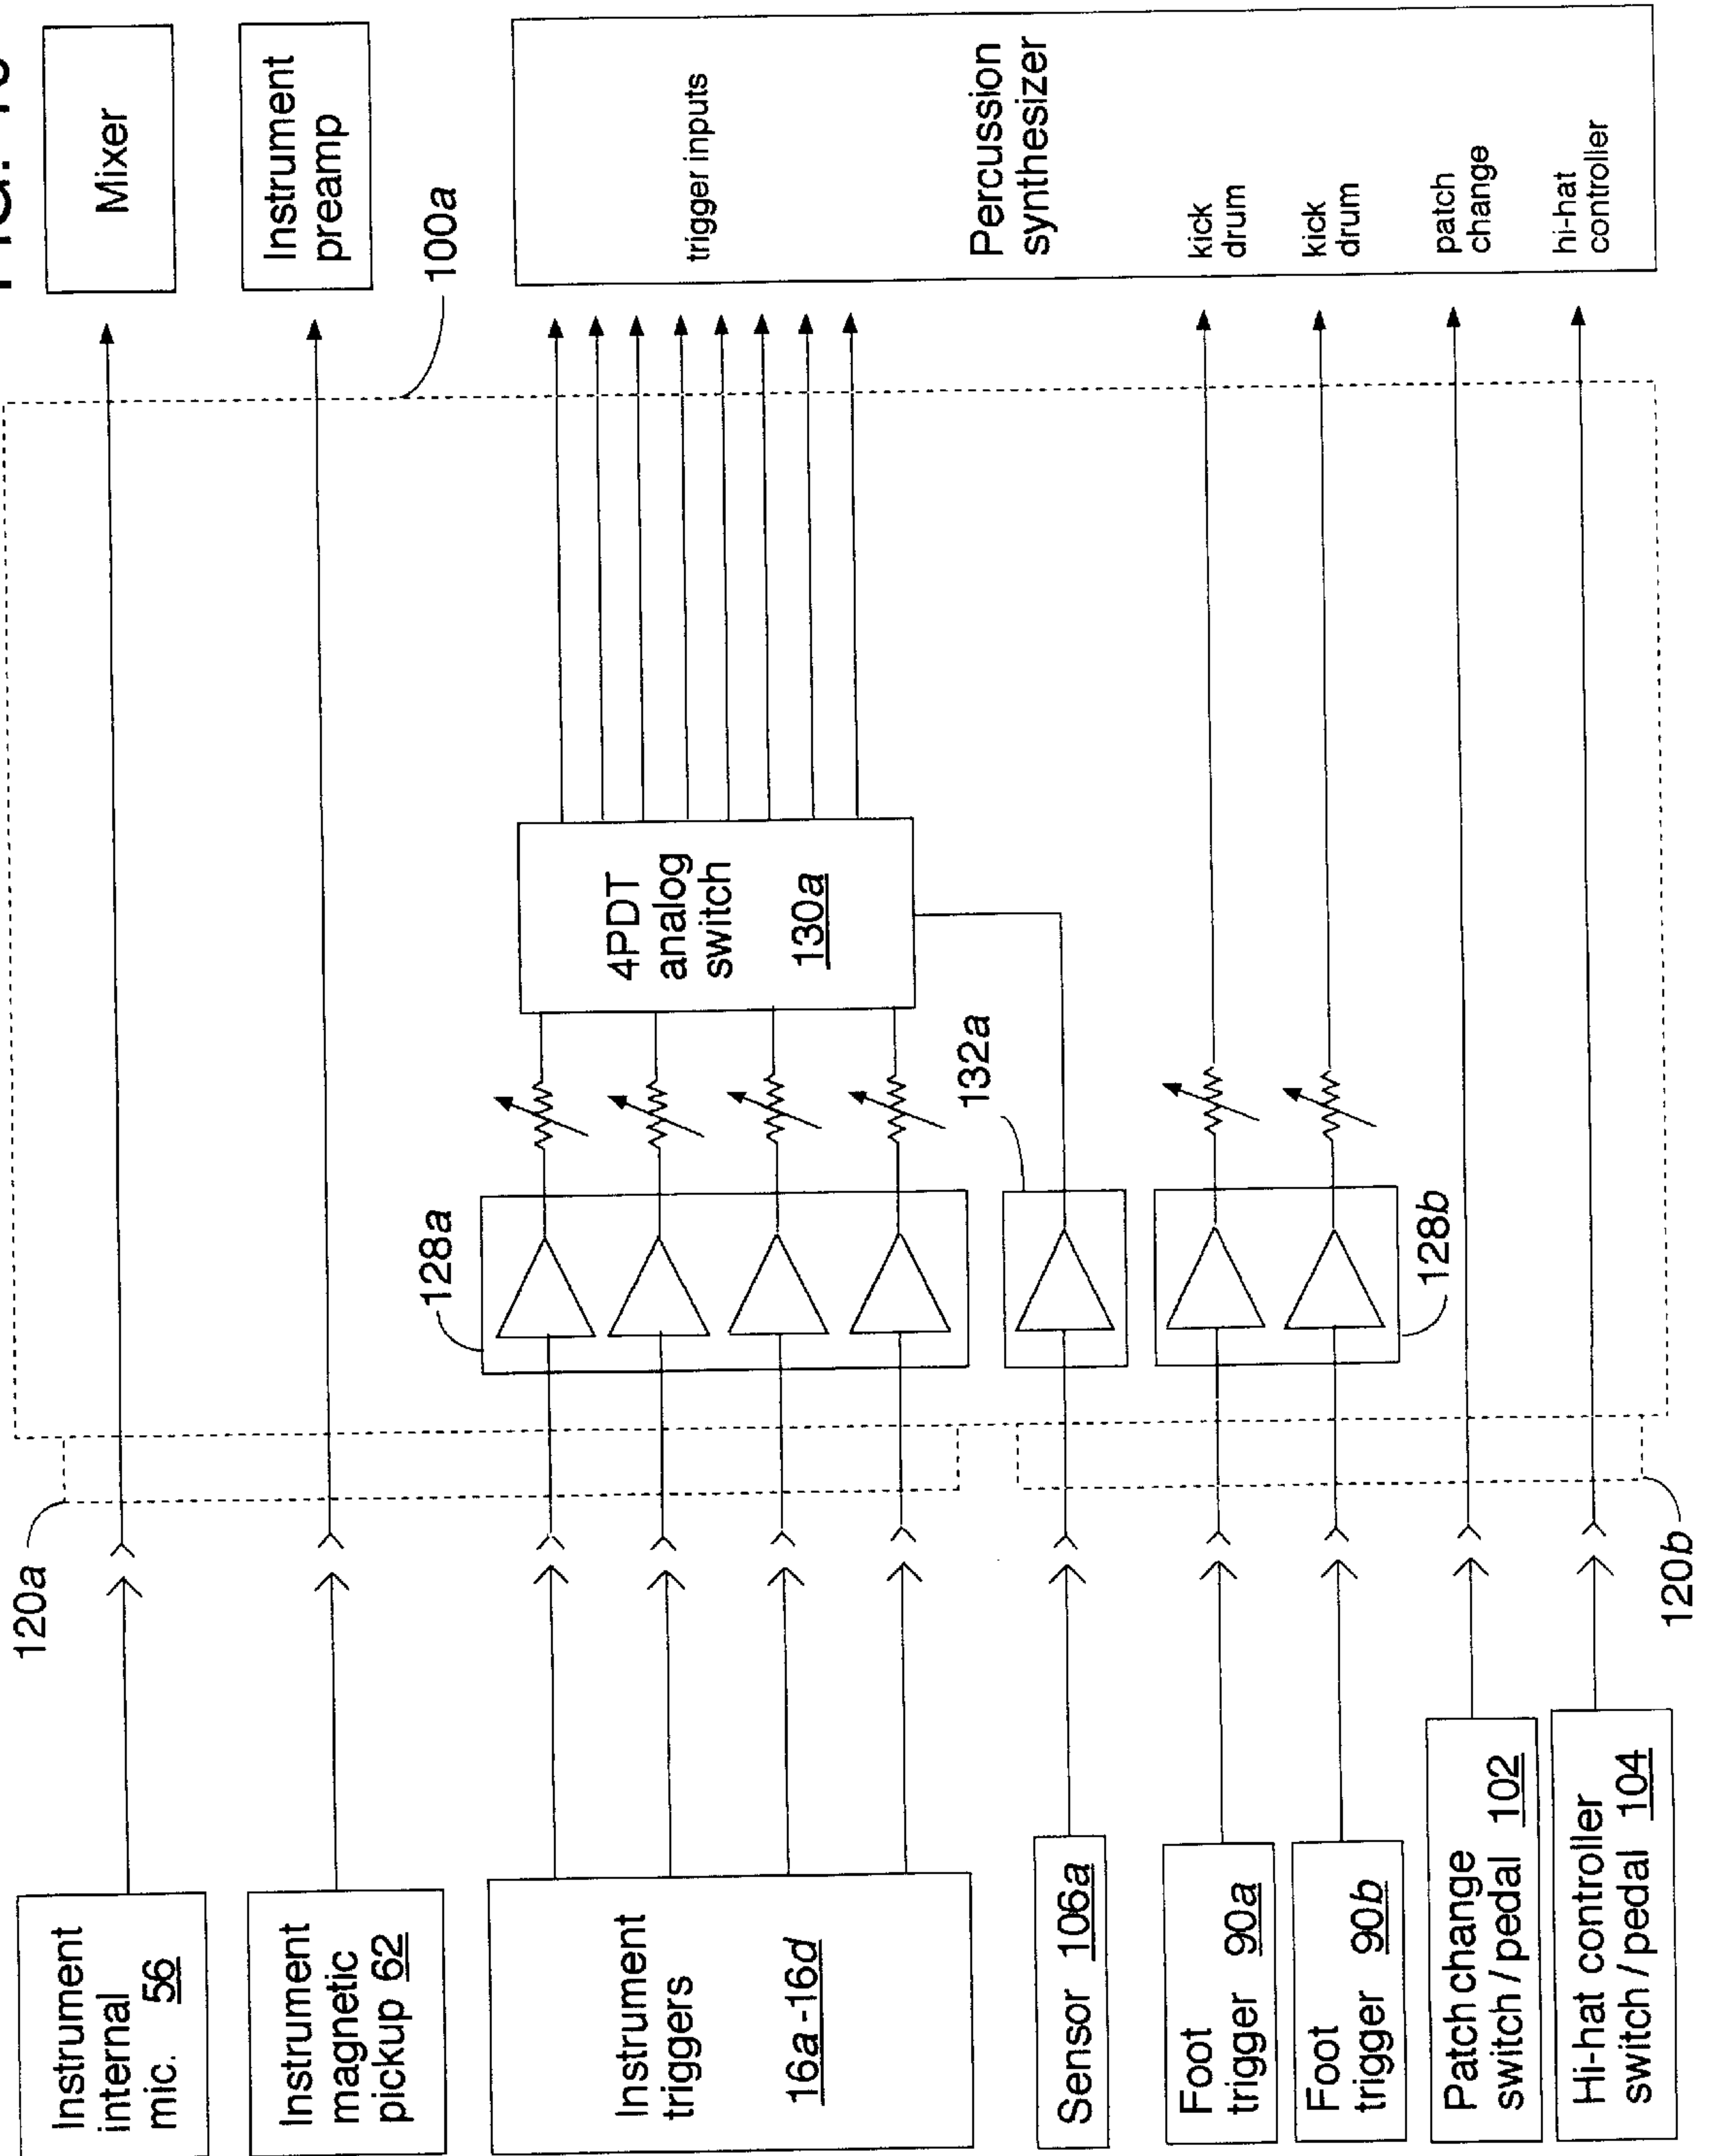 Mixer
Instrument
preamp
100a
trigger inputs
Percussion
synthesizer
kick
drum
kick
drum
patch
change
hi-hat
controller
4PDT
analog
switch
130a
132a
128a
128b
120a
120b
Instrument
internal
mic. 56
Instrument
magnetic
pickup 62
Instrument
triggers
16a-16d
Sensor 106a
Foot
trigger 90a
Foot
trigger 90b
Patch change
switch / pedal 102
Hi-hat controller
switch / pedal 104